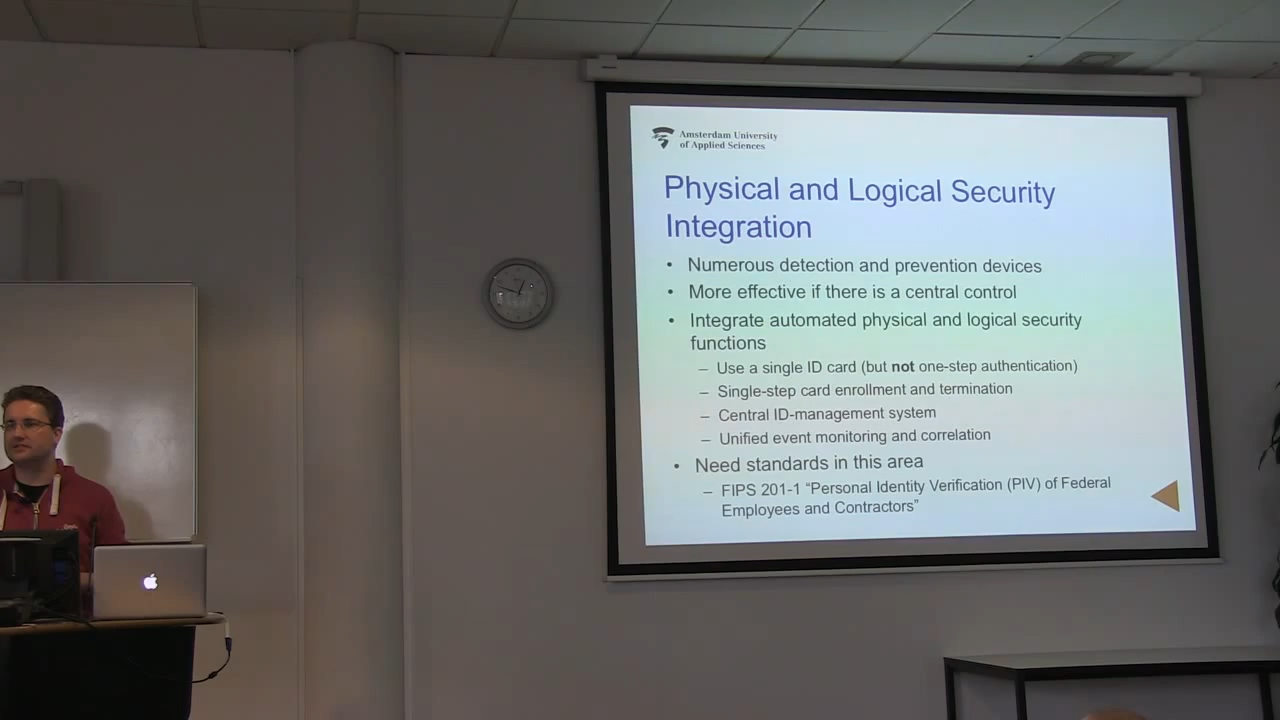 Amsterdam University
of Applied Sciences
Physical and Logical Security
Integration
• Numerous detection and prevention devices
• More effective if there is a central control
• Integrate automated physical and logical security
functions
– Use a single ID card (but not one-step authentication)
– Single-step card enrollment and termination
– Central ID-management system
– Unified event monitoring and correlation
• Need standards in this area
– FIPS 201-1 “Personal Identity Verification (PIV) of Federal
Employees and Contractors”